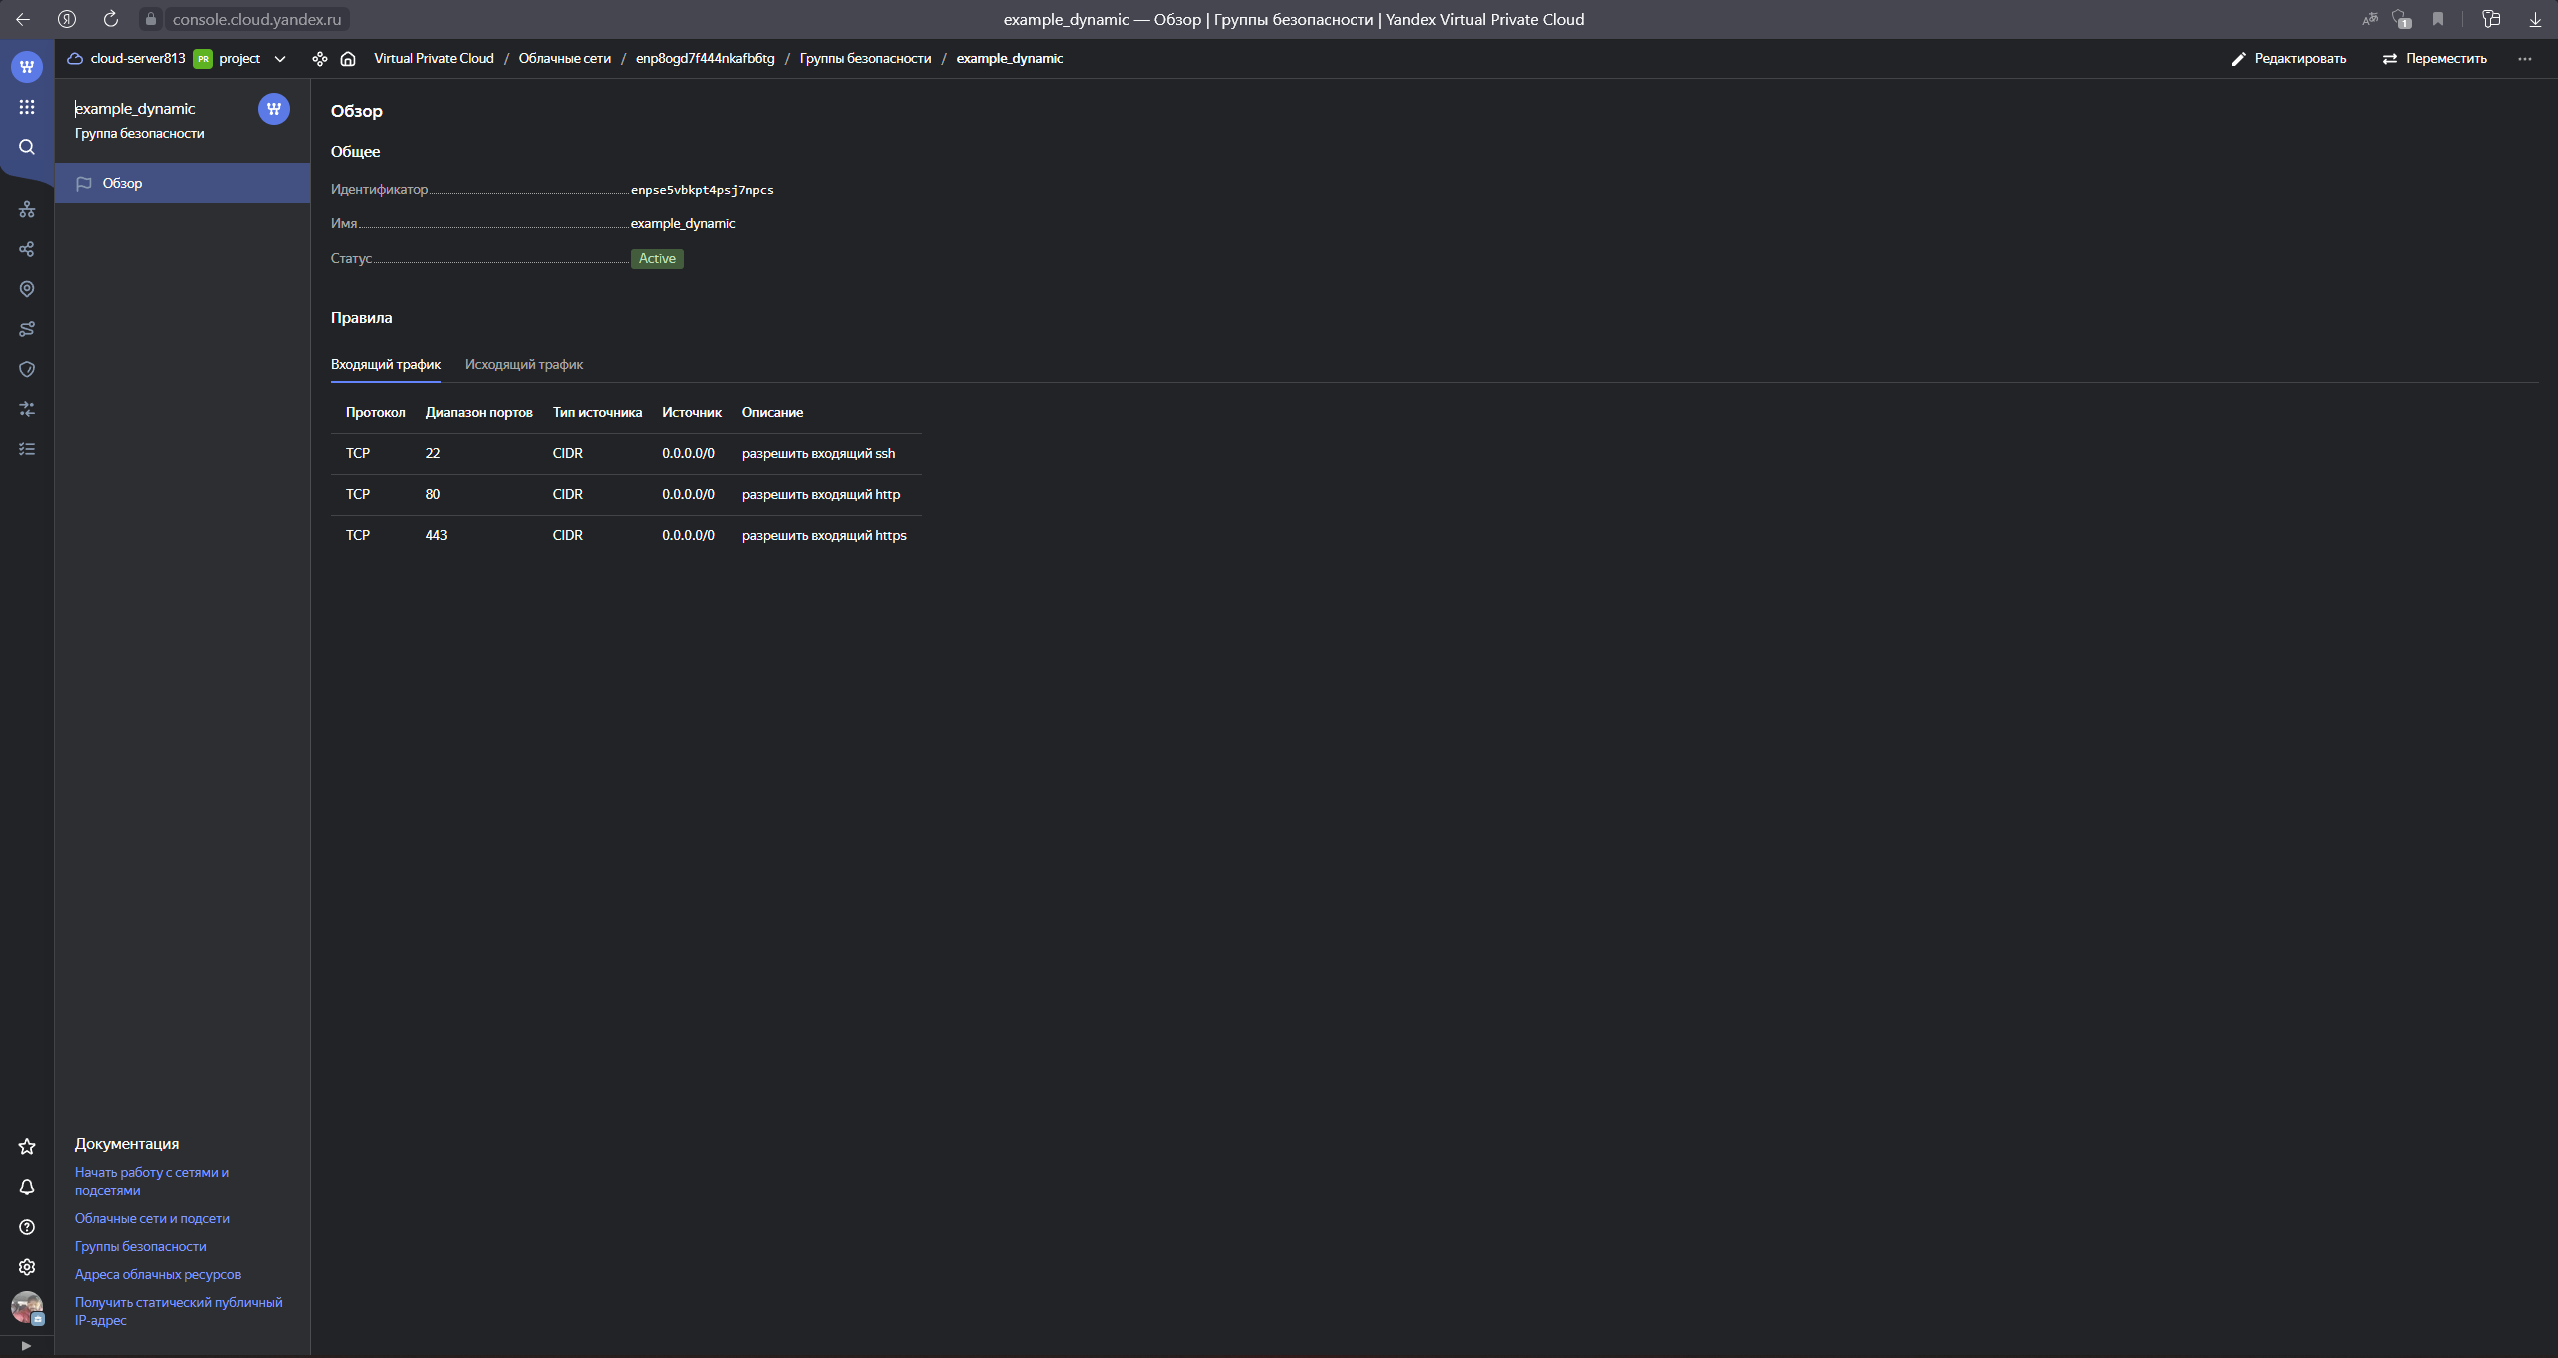 console.cloud.yandex.ru
example_dynamic — Обзор | Группы безопасности | Yandex Virtual Private Cloud
1
cloud-server813 PR project
Virtual Private Cloud / Облачные сети / enp8ogd7f444nkafb6tg / Группы безопасности / example_dynamic
Редактировать
Переместить
example_dynamic
Группа безопасности
Обзор
Обзор
Общее
Идентификатор enpse5vbkpt4psj7npcs
Имя example_dynamic
Статус Active
Правила
Входящий трафик Исходящий трафик
Протокол Диапазон портов Тип источника Источник Описание
TCP 22 CIDR 0.0.0.0/0 разрешить входящий ssh
TCP 80 CIDR 0.0.0.0/0 разрешить входящий http
TCP 443 CIDR 0.0.0.0/0 разрешить входящий https
Документация
Начать работу с сетями и
подсетями
Облачные сети и подсети
Группы безопасности
Адреса облачных ресурсов
Получить статический публичный
IP-адрес